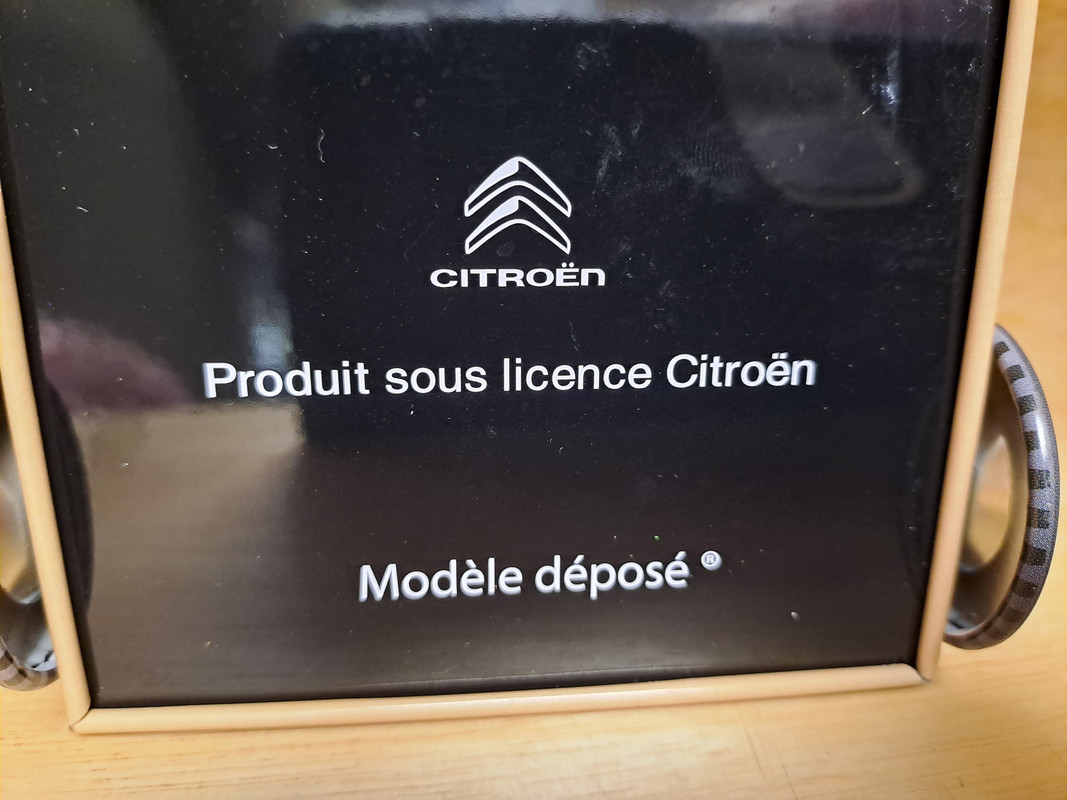 CITROËn
Produit sous licence Citroën
Modèle déposé ®